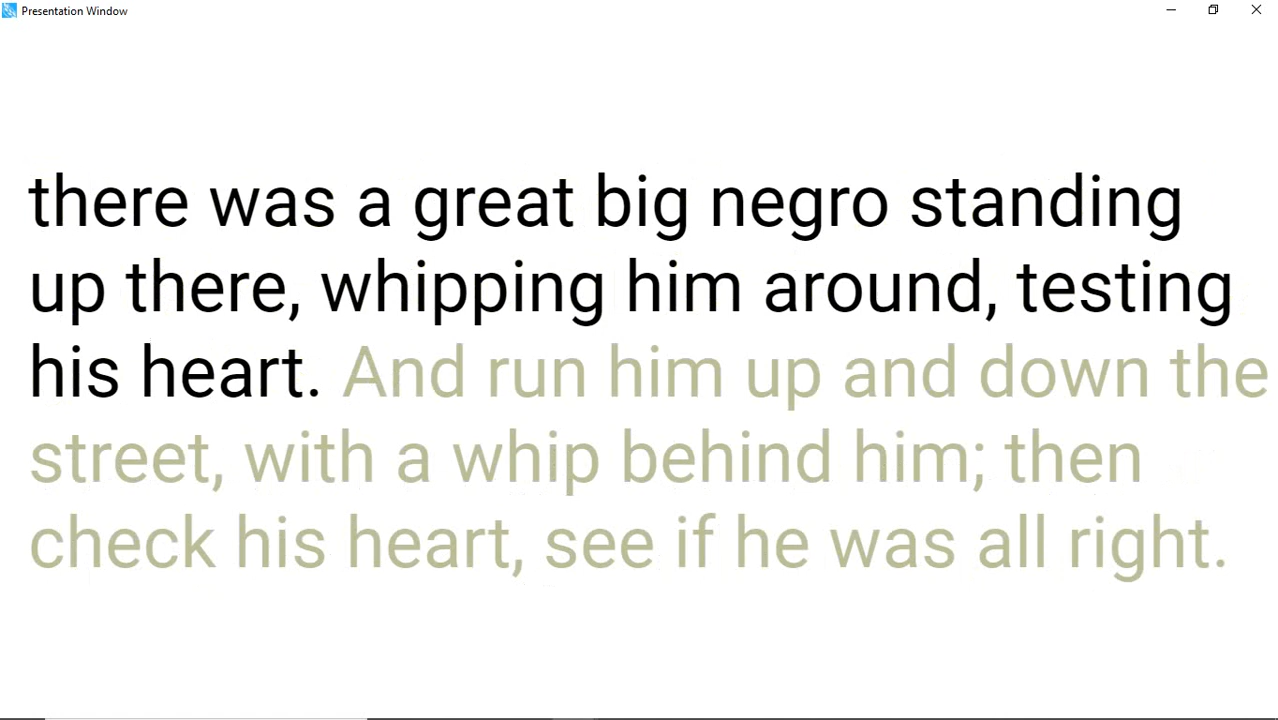 Presentation Window
there was a great big negro standing
up there, whipping him around, testing
his heart. And run him up and down the
street, with a whip behind him; then
check his heart, see if he was all right.